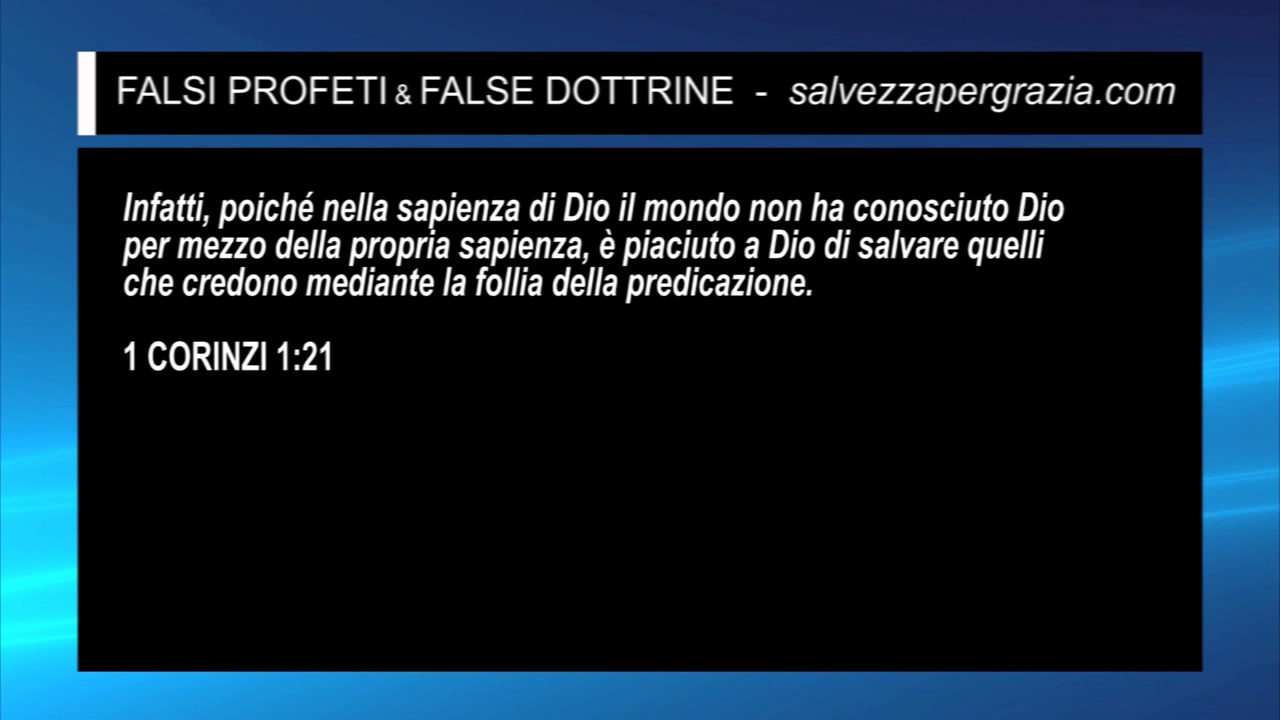 FALSI PROFETI & FALSE DOTTRINE - salvezzapergrazia.com
Infatti, poiché nella sapienza di Dio il mondo non ha conosciuto Dio
per mezzo della propria sapienza, è piaciuto a Dio di salvare quelli
che credono mediante la follia della predicazione.
1 CORINZI 1:21